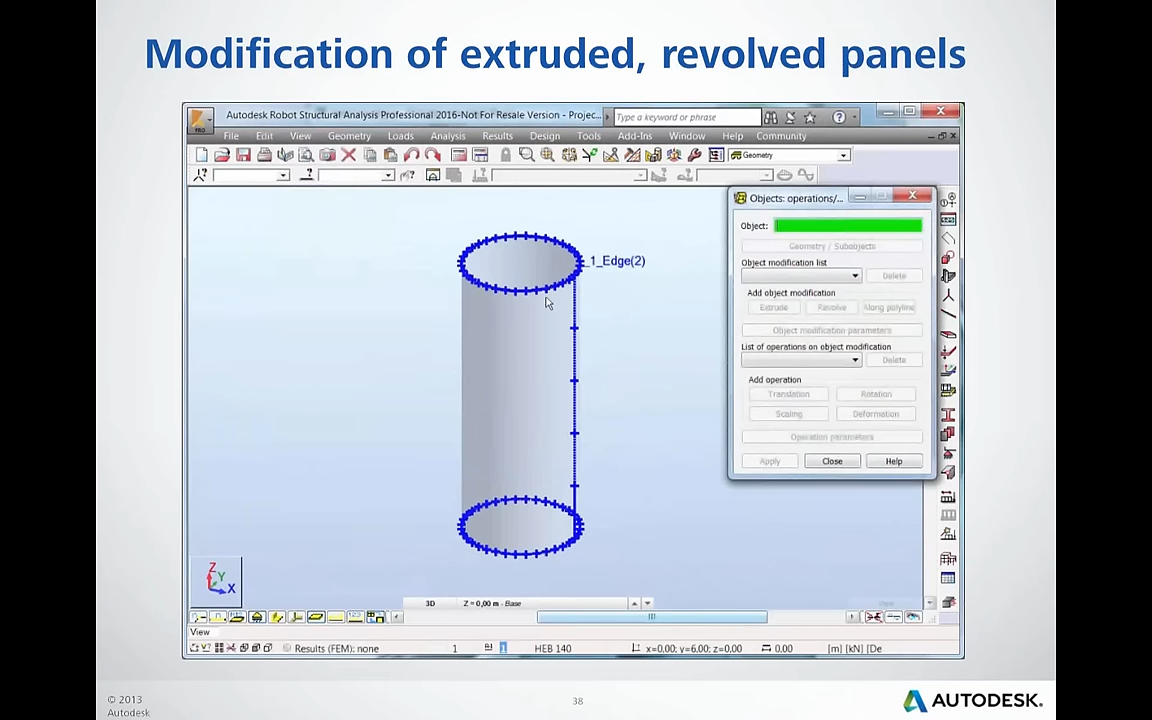 Modification of extruded, revolved panels
Autodesk Robot Structural Analysis Professional 2016-Not For Resale Version - Projec...
Type a keyword or phrase
File Edit View Geometry Loads Analysis Results Design Tools Add-Ins Window Help Community
PRO
Geometry
Objects: operations/...
Object:
Geometry / Subobjects
Object modification list
Delete
Add object modification
Extrude Revolve Along polyline
Object modification parameters
List of operations on object modification
Delete
Add operation
Translation Rotation
Scaling Deformation
Operation parameters
Apply Close Help
_1_Edge(2)
Z
Y
X
3D Z = 0,00 m - Base
View
Results (FEM): none 1 1 HEB 140 x=0,00; y=6,00; z=0,00 0,00 [m] [kN] [De
© 2013
Autodesk
38
AUTODESK.